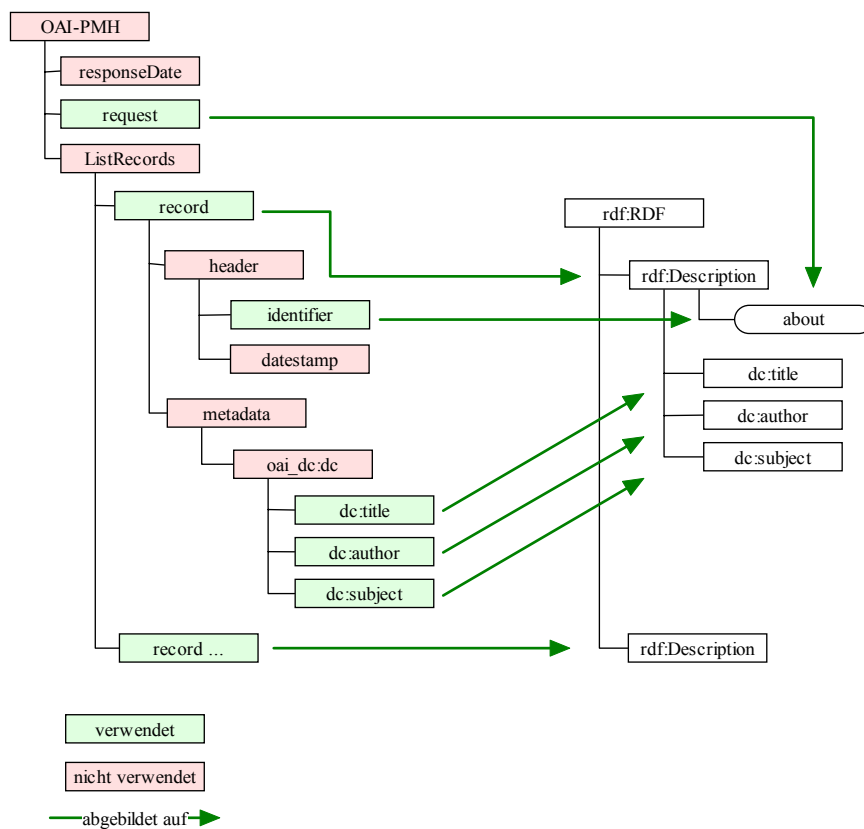 OAI-PMH
responseDate
request
ListRecords
record
header
identifier
datestamp
metadata
oai_dc:dc
dc:title
dc:author
dc:subject
record ...
rdf:RDF
rdf:Description
about
dc:title
dc:author
dc:subject
rdf:Description
verwendet
nicht verwendet
abgebildet auf